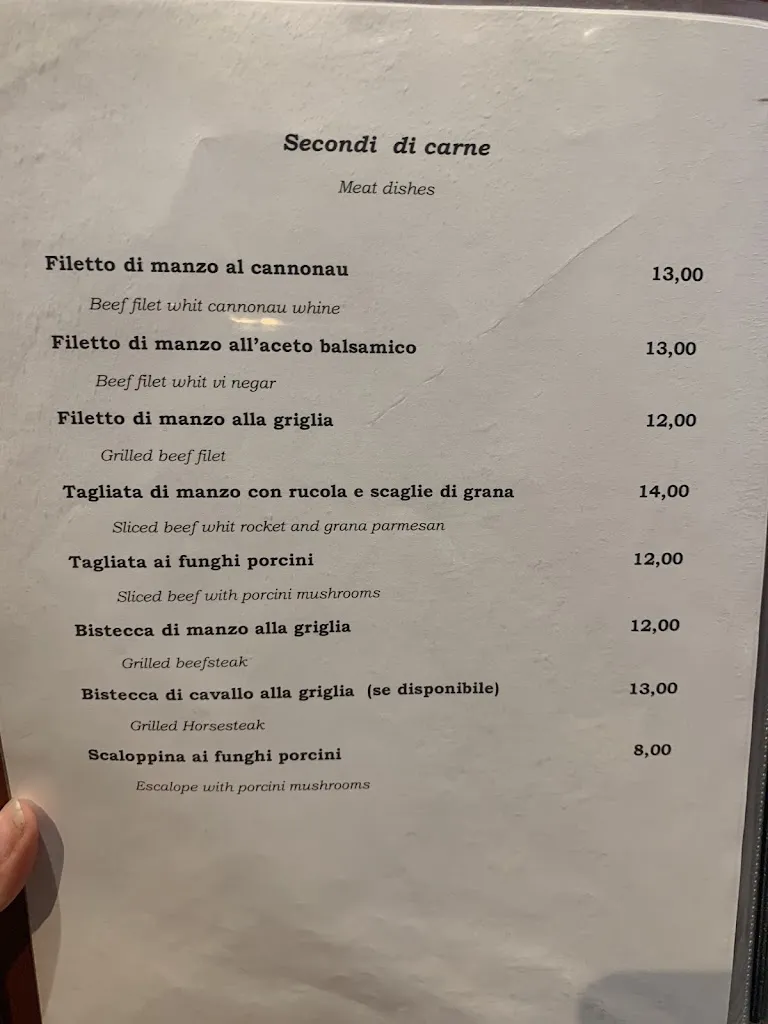 Secondi di carne
Meat dishes
Filetto di manzo al cannonau 13,00
Beef filet whit cannonau whine
Filetto di manzo all'aceto balsamico 13,00
Beef filet whit vi negar
Filetto di manzo alla griglia 12,00
Grilled beef filet
Tagliata di manzo con rucola e scaglie di grana 14,00
Sliced beef whit rocket and grana parmesan
Tagliata ai funghi porcini 12,00
Sliced beef with porcini mushrooms
Bistecca di manzo alla griglia 12,00
Grilled beefsteak
Bistecca di cavallo alla griglia (se disponibile) 13,00
Grilled Horsesteak
Scaloppina ai funghi porcini 8,00
Escalope with porcini mushrooms